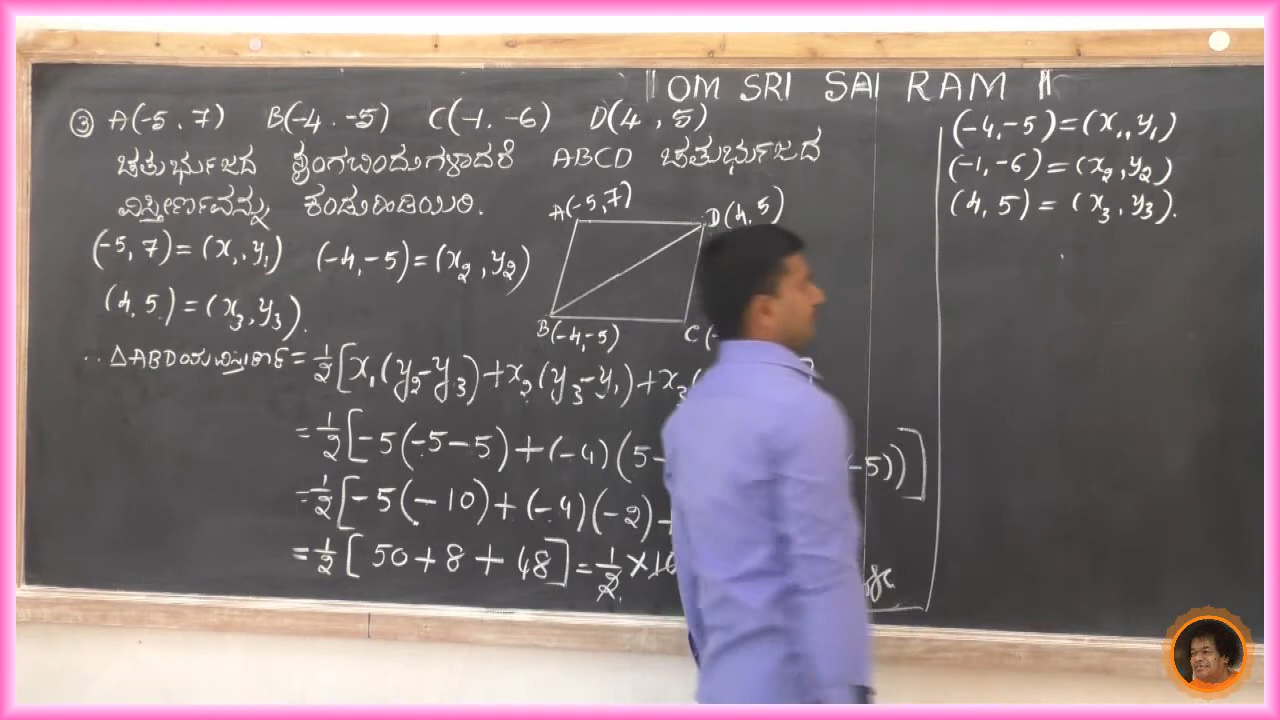 || OM SRI SAI RAM ||
③ A(-5, 7) B(-4, -5) C(-1, -6) D(4, 5)
ಚತುರ್ಭುಜದ ಶೃಂಗಬಿಂದುಗಳಾದರೆ ABCD ಚತುರ್ಭುಜದ
ವಿಸ್ತೀರ್ಣವನ್ನು ಕಂಡುಹಿಡಿಯಿರಿ.
A(-5, 7)
D(4, 5)
B(-4, -5)
C(-
(-5, 7) = (x₁, y₁) (-4, -5) = (x₂, y₂)
(4, 5) = (x₃, y₃).
∴ △ABDಯ = 1/2 [x₁(y₂-y₃) + x₂(y₃-y₁) + x₃(
= 1/2 [-5(-5-5) + (-4)(5- -5))]
= 1/2 [-5(-10) + (-4)(-2) +
= 1/2 [50 + 8 + 48] = 1/2 × 10
(-4, -5) = (x₁, y₁)
(-1, -6) = (x₂, y₂)
(4, 5) = (x₃, y₃).